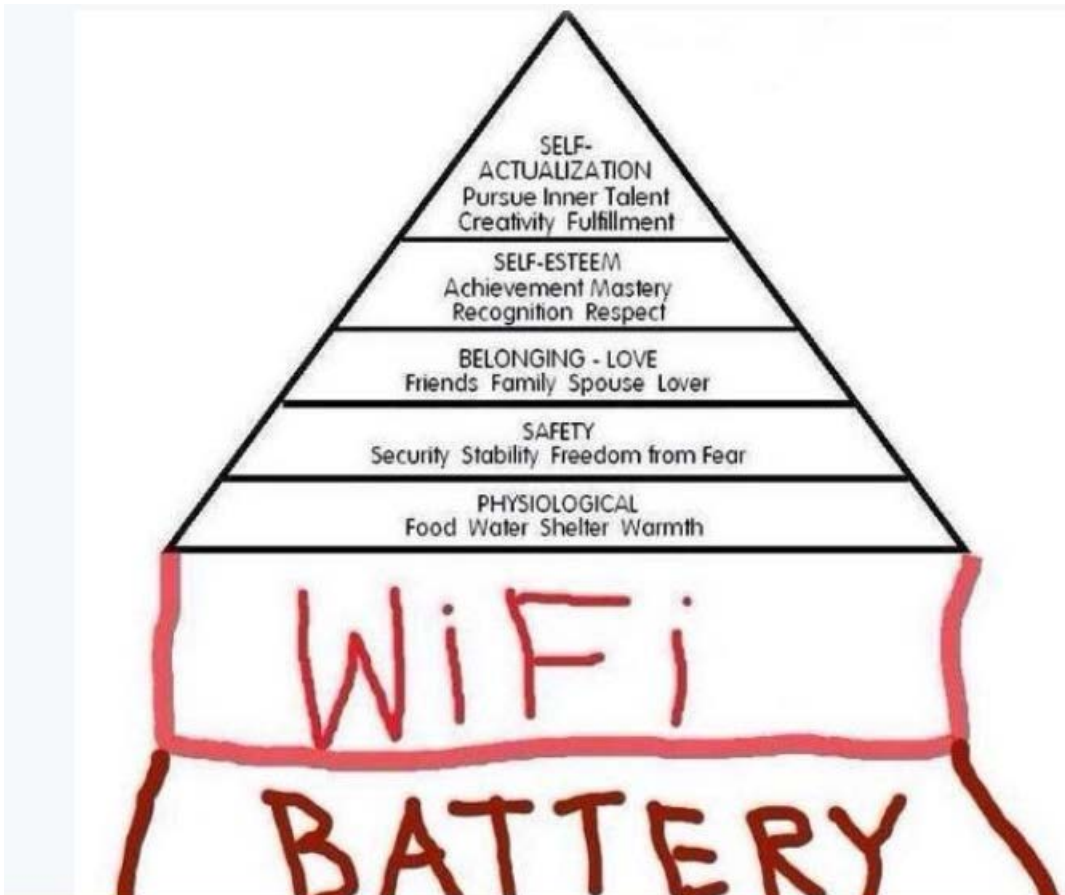 SELF-
ACTUALIZATION
Pursue Inner Talent
Creativity Fulfillment
SELF-ESTEEM
Achievement Mastery
Recognition Respect
BELONGING - LOVE
Friends Family Spouse Lover
SAFETY
Security Stability Freedom from Fear
PHYSIOLOGICAL
Food Water Shelter Warmth
WiFi
BATTERY